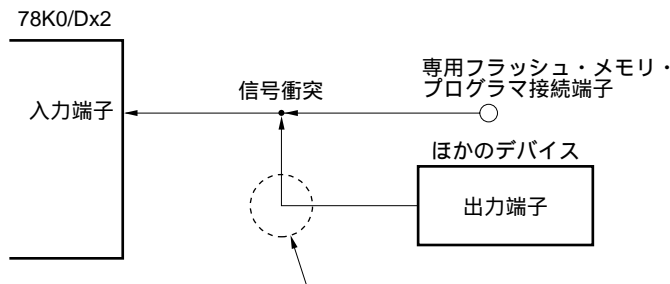 78K0/Dx2
専用フラッシュ・メモリ・
プログラマ接続端子
信号衝突
入力端子
ほかのデバイス
出力端子